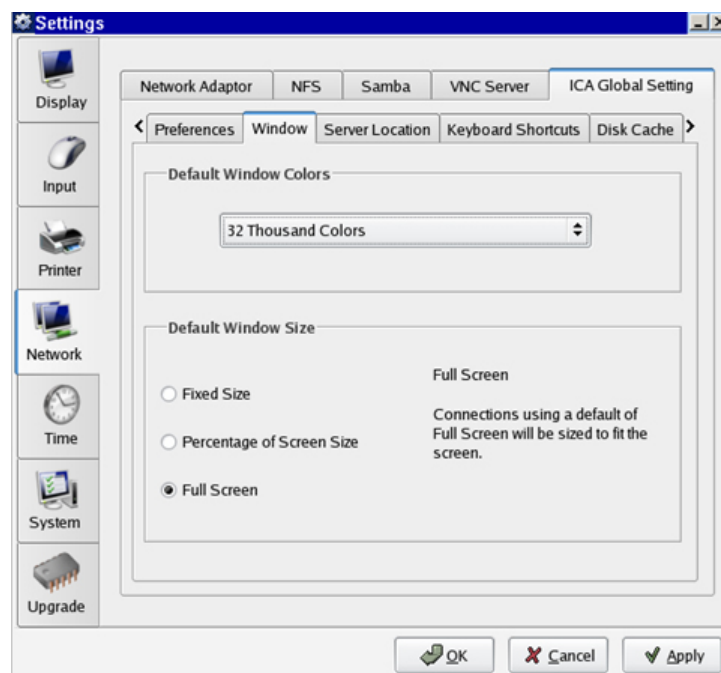 Settings
Display
Input
Printer
Network
Time
System
Upgrade
Network Adaptor NFS Samba VNC Server ICA Global Setting
Preferences Window Server Location Keyboard Shortcuts Disk Cache
Default Window Colors
32 Thousand Colors
Default Window Size
Fixed Size
Percentage of Screen Size
Full Screen
Full Screen
Connections using a default of
Full Screen will be sized to fit the
screen.
OK Cancel Apply